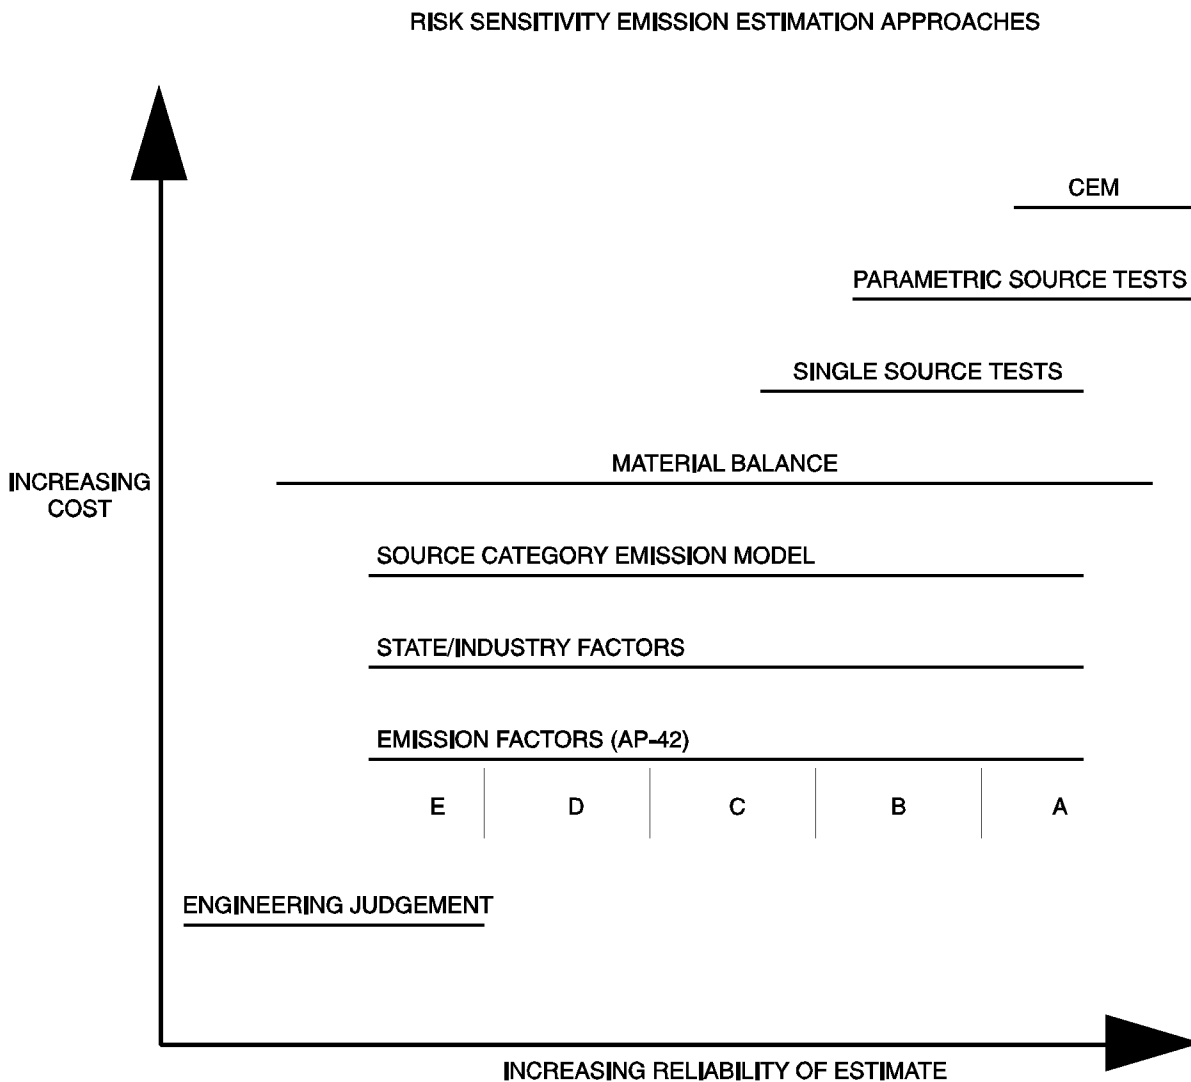 RISK SENSITIVITY EMISSION ESTIMATION APPROACHES
CEM
PARAMETRIC SOURCE TESTS
SINGLE SOURCE TESTS
MATERIAL BALANCE
INCREASING
COST
SOURCE CATEGORY EMISSION MODEL
STATE/INDUSTRY FACTORS
EMISSION FACTORS (AP-42)
E D C B A
ENGINEERING JUDGEMENT
INCREASING RELIABILITY OF ESTIMATE